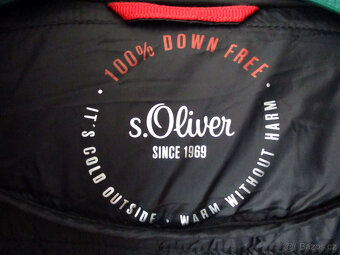 100% DOWN FREE
s.Oliver
SINCE 1969
· IT'S COLD OUTSIDE · WARM WITHOUT HARM ·
Bazos.cz